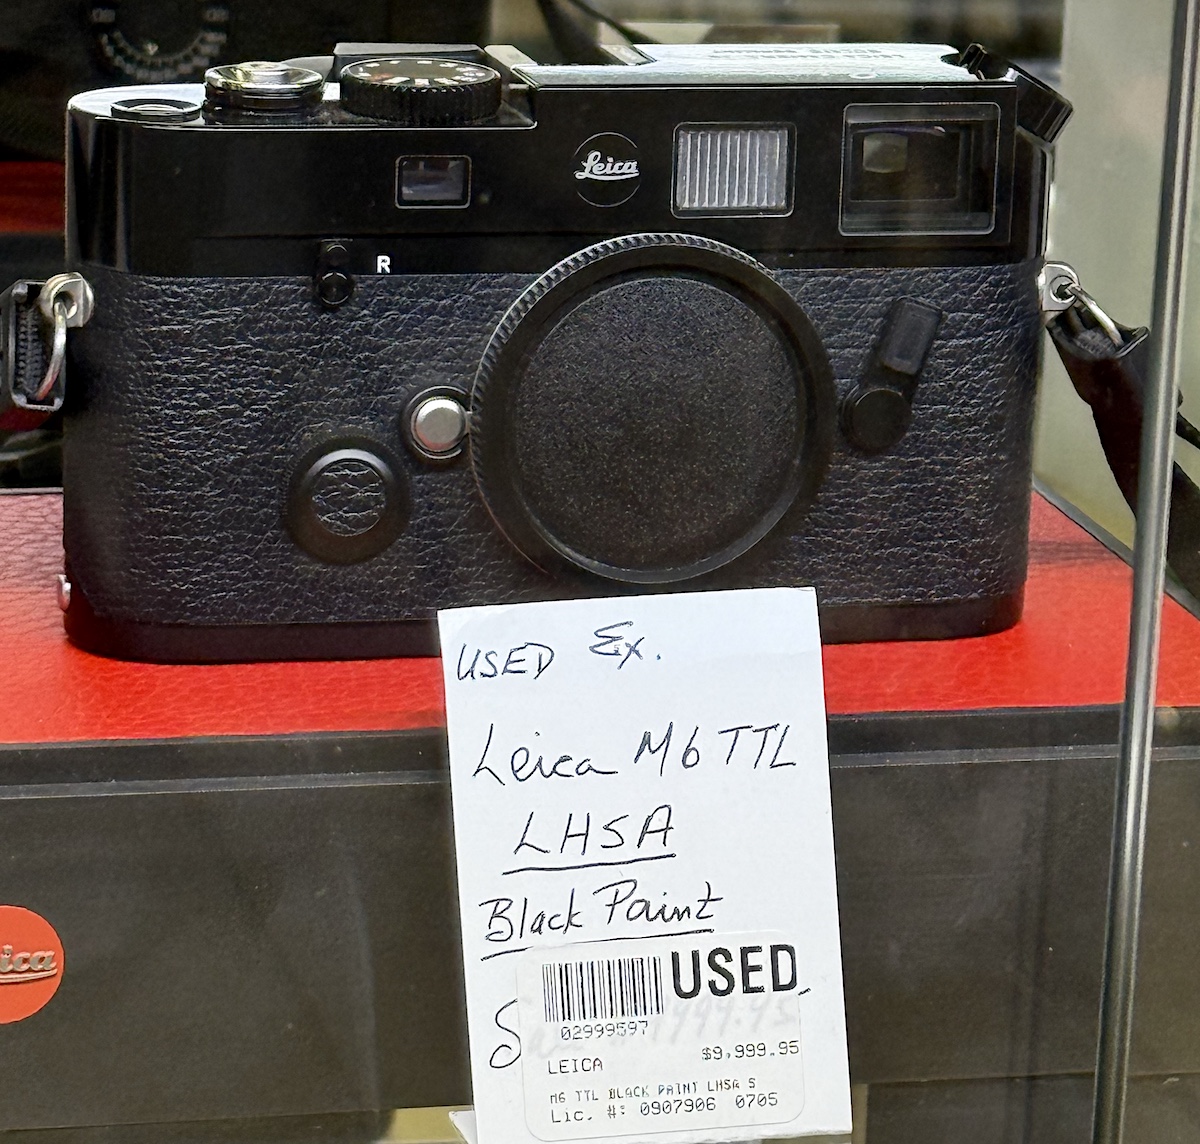 Leica
R
USED Ex.
Leica M6 TTL
LHSA
Black Paint
USED
02999597
LEICA $9,999.95
M6 TTL BLACK PAINT LHSA S
Lic. #: 0907906 0705
ica